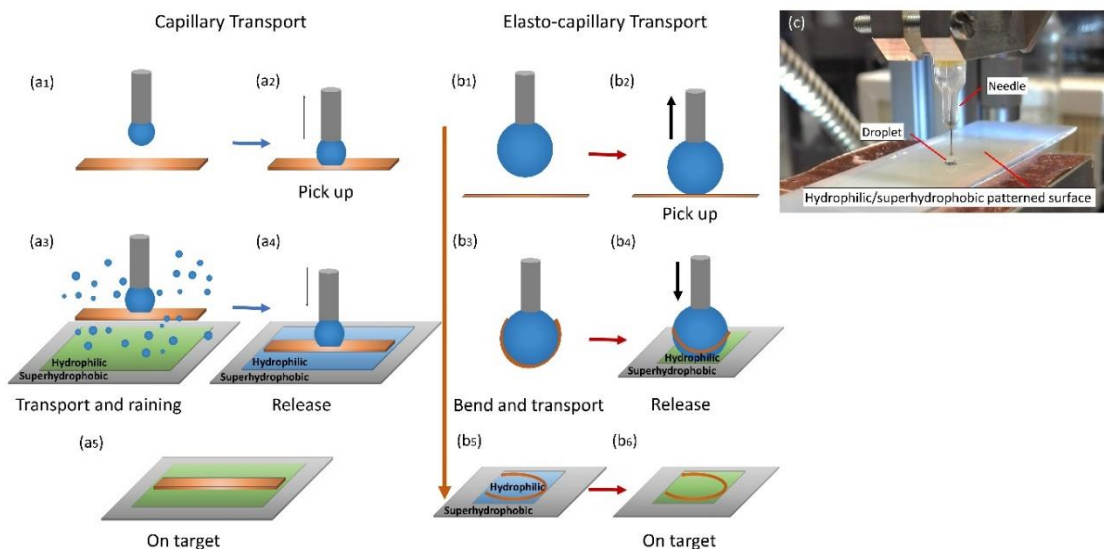 Capillary Transport
(a1)
(a2)
Pick up
(a3)
(a4)
Hydrophilic
Superhydrophobic
Hydrophilic
Superhydrophobic
Transport and raining
Release
(a5)
On target
Elasto-capillary Transport
(b1)
(b2)
Pick up
(b3)
(b4)
Hydrophilic
Superhydrophobic
Bend and transport
Release
(b5)
(b6)
Hydrophilic
Superhydrophobic
On target
(c)
Needle
Droplet
Hydrophilic/superhydrophobic patterned surface